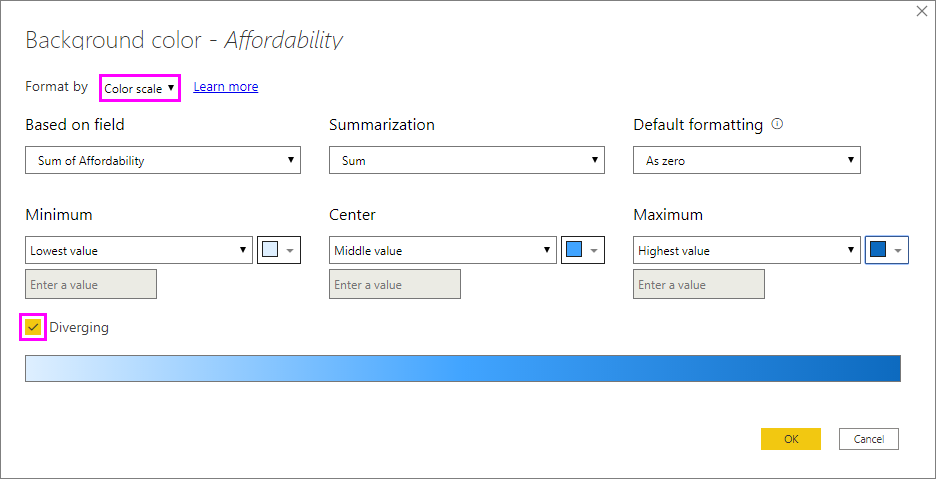 Background color - Affordability
Format by Color scale Learn more
Based on field Summarization Default formatting
Sum of Affordability Sum As zero
Minimum Center Maximum
Lowest value Middle value Highest value
Enter a value Enter a value Enter a value
Diverging
OK Cancel